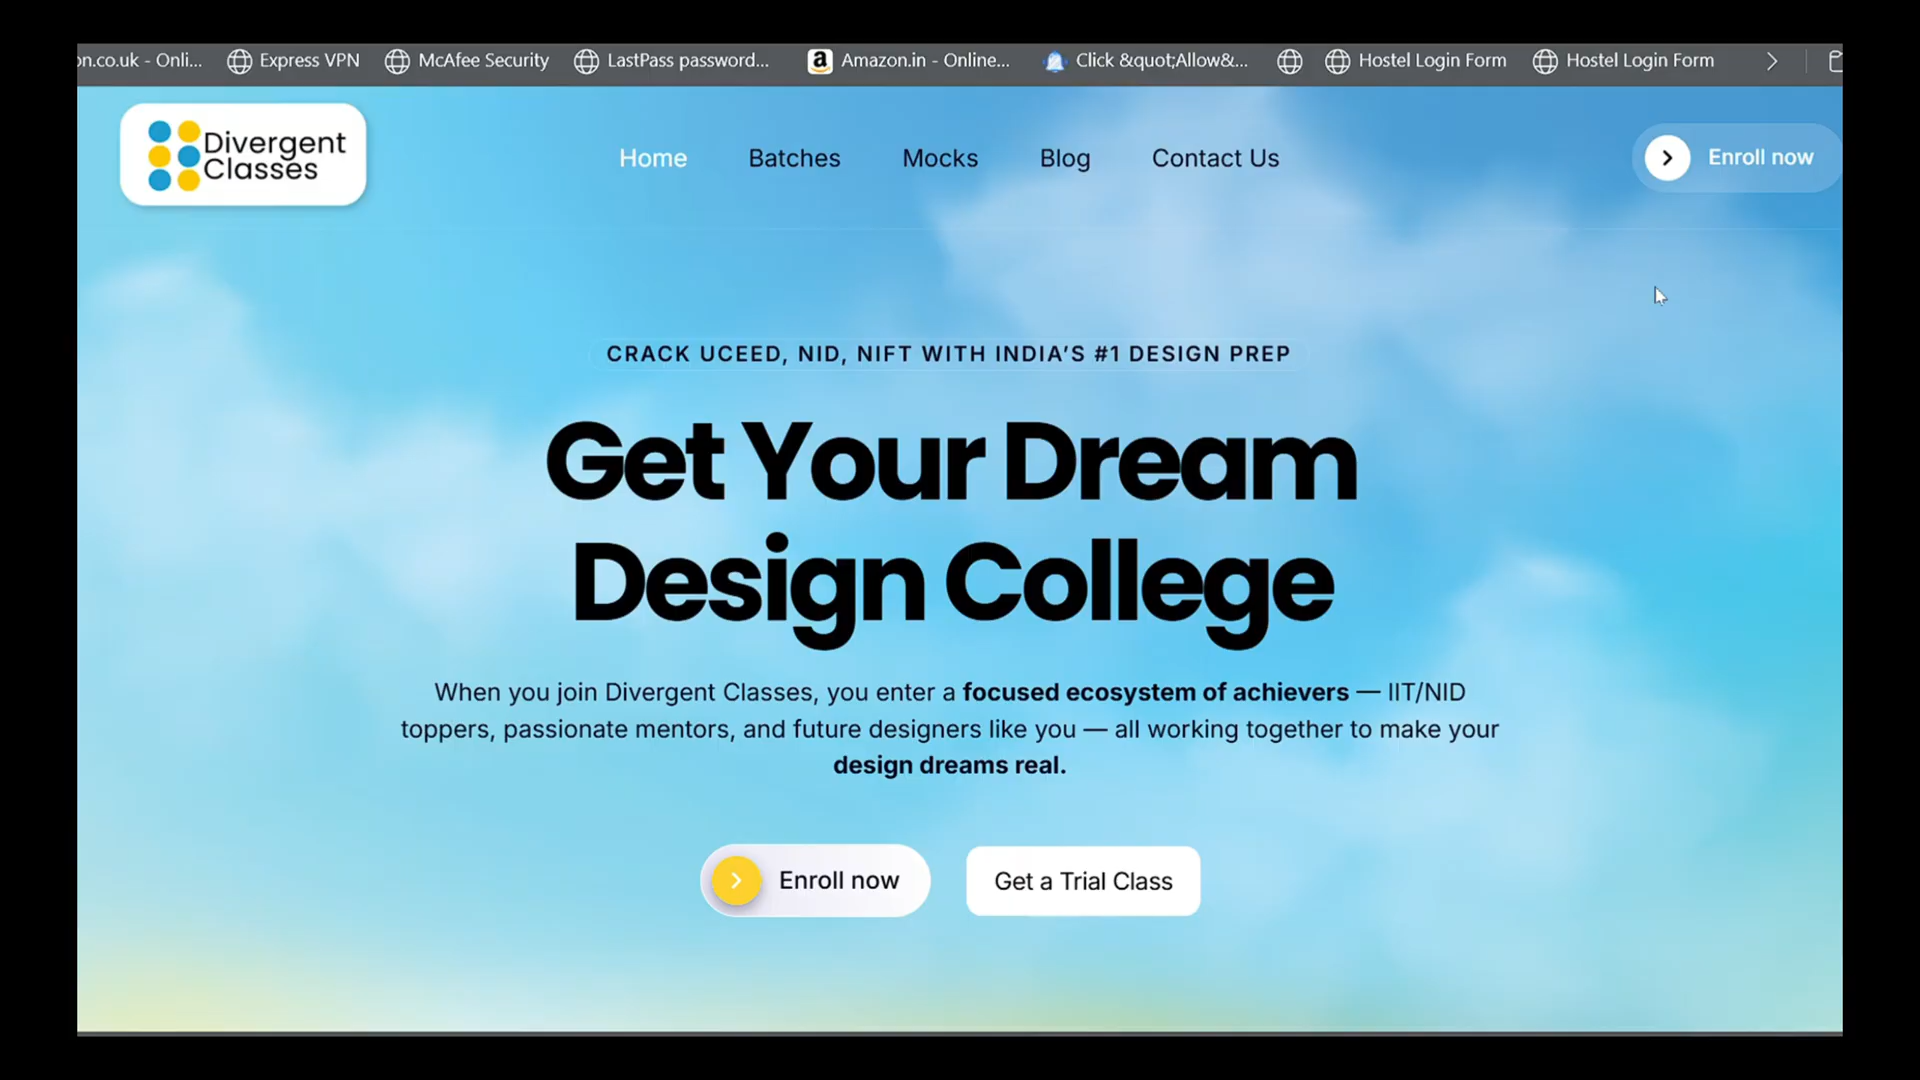 on.co.uk - Onli... Express VPN McAfee Security LastPass password... Amazon.in - Online... Click &quot;Allow&... Hostel Login Form Hostel Login Form
Divergent
Classes
Home Batches Mocks Blog Contact Us Enroll now
CRACK UCEED, NID, NIFT WITH INDIA’S #1 DESIGN PREP
Get Your Dream
Design College
When you join Divergent Classes, you enter a focused ecosystem of achievers — IIT/NID
toppers, passionate mentors, and future designers like you — all working together to make your
design dreams real.
Enroll now Get a Trial Class